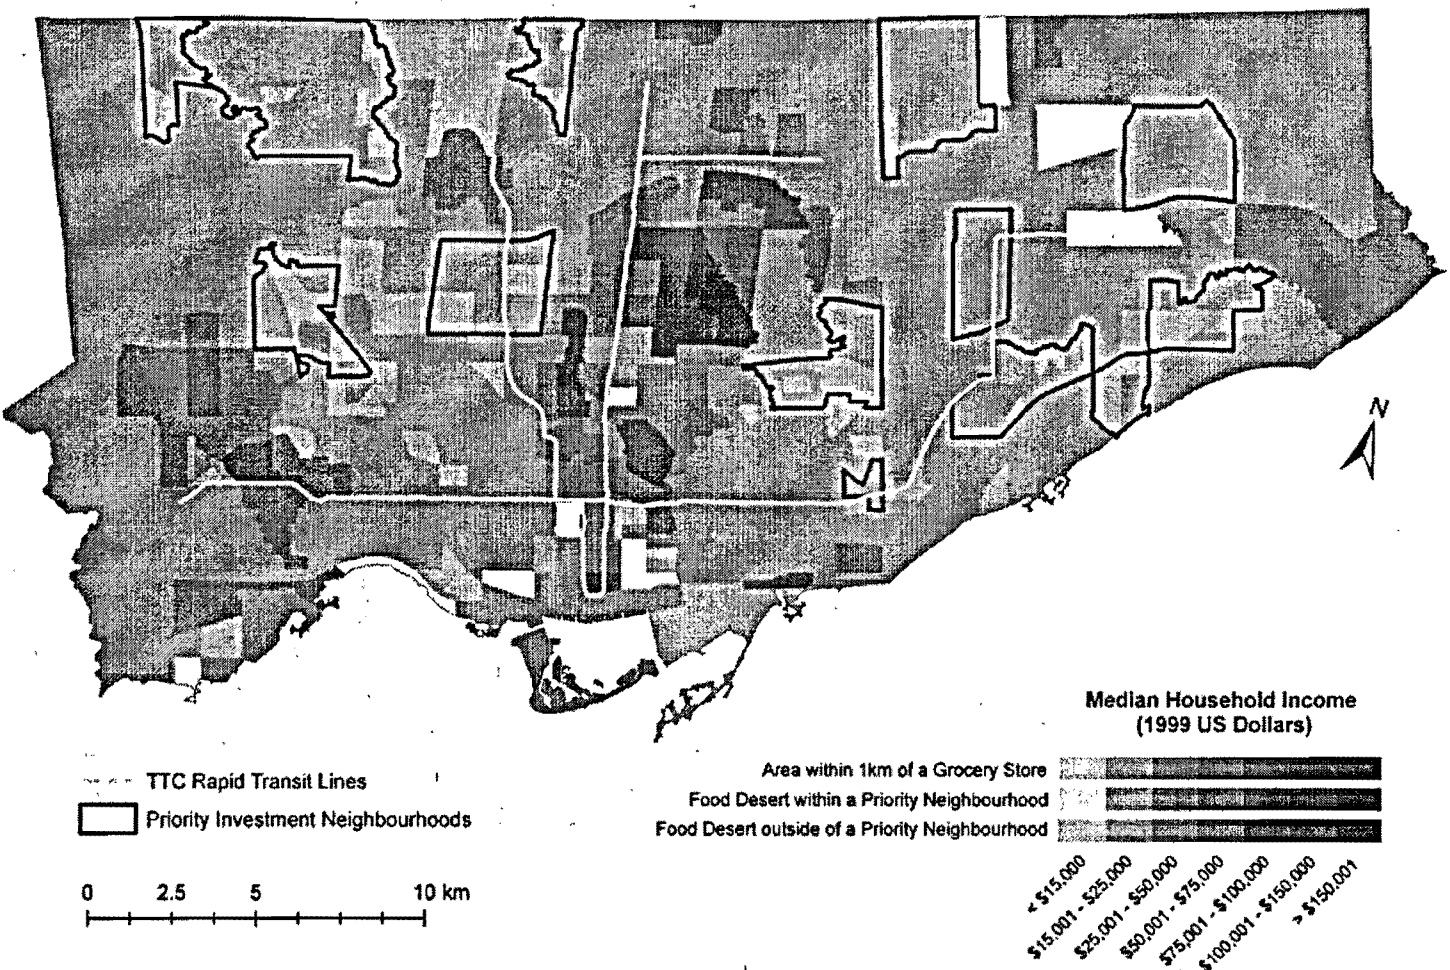 N
Median Household Income
(1999 US Dollars)
TTC Rapid Transit Lines
Priority Investment Neighbourhoods
Area within 1km of a Grocery Store
Food Desert within a Priority Neighbourhood
Food Desert outside of a Priority Neighbourhood
< $15,000
$15,001 - $25,000
$25,001 - $50,000
$50,001 - $75,000
$75,001 - $100,000
$100,001 - $150,000
> $150,001
0 2.5 5 10 km